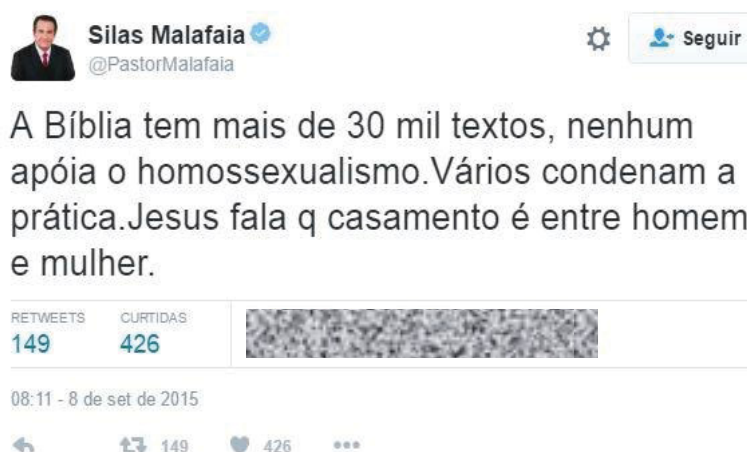 Silas Malafaia
@PastorMalafaia
Seguir
A Bíblia tem mais de 30 mil textos, nenhum
apóia o homossexualismo.Vários condenam a
prática.Jesus fala q casamento é entre homem
e mulher.
RETWEETS CURTIDAS
149 426
08:11 - 8 de set de 2015
149 426